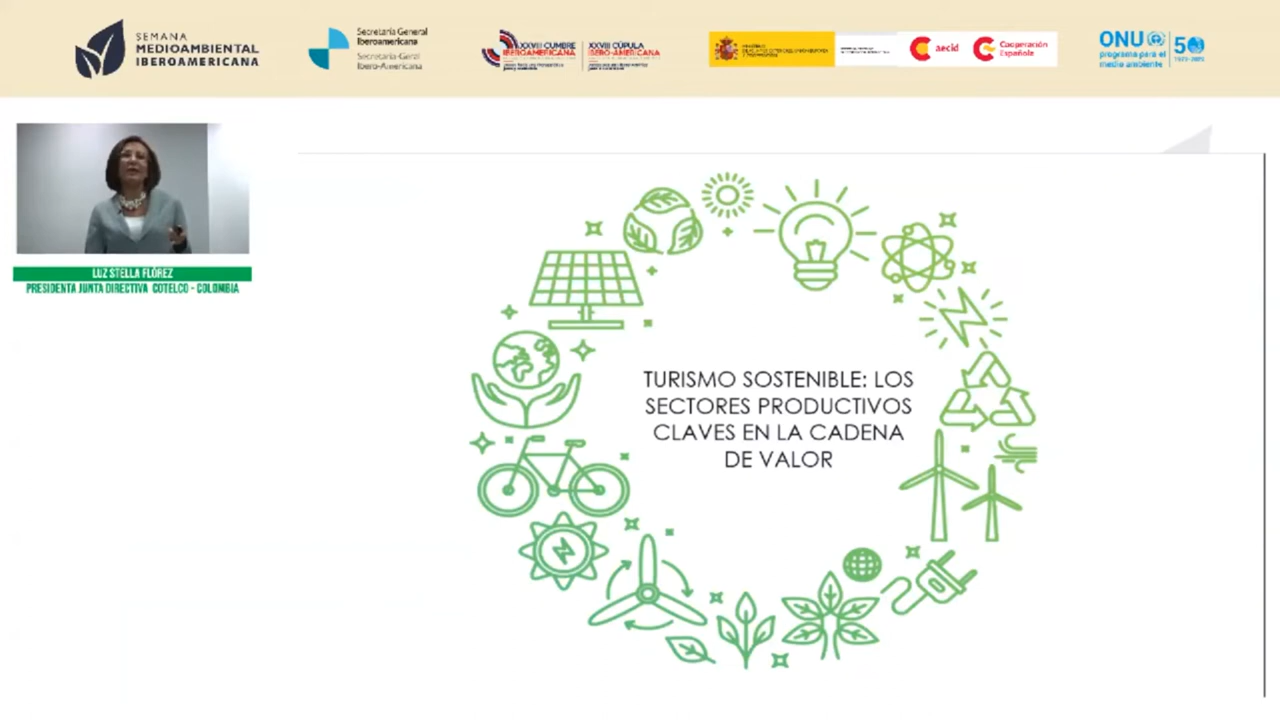 SEMANA
MEDIOAMBIENTAL
IBEROAMERICANA
Secretaría General
Iberoamericana
Secretaria-Geral
Ibero-Americana
XXVIII CUMBRE
IBEROAMERICANA
XXVIII CÚPULA
IBERO-AMERICANA
aecid
Cooperación
Española
ONU
programa para el
medio ambiente
50
LUZ STELLA FLÓREZ
PRESIDENTA JUNTA DIRECTIVA COTELCO - COLOMBIA
TURISMO SOSTENIBLE: LOS
SECTORES PRODUCTIVOS
CLAVES EN LA CADENA
DE VALOR